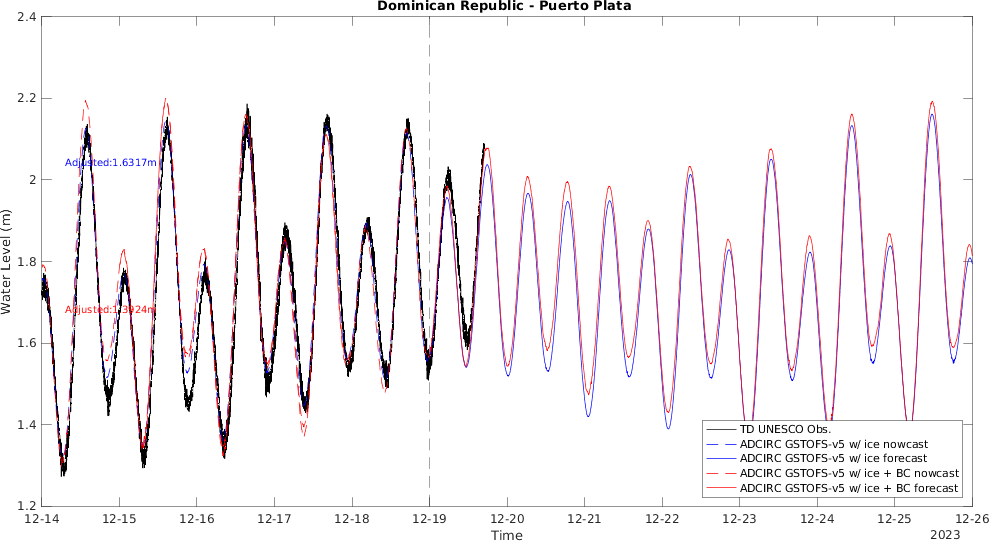 Dominican Republic - Puerto Plata
2.4
2.2
2
1.8
1.6
1.4
1.2
Water Level (m)
Adjusted:1.6317m
Adjusted:1.3924m
TD UNESCO Obs.
ADCIRC GSTOFS-v5 w/ ice nowcast
ADCIRC GSTOFS-v5 w/ ice forecast
ADCIRC GSTOFS-v5 w/ ice + BC nowcast
ADCIRC GSTOFS-v5 w/ ice + BC forecast
12-14 12-15 12-16 12-17 12-18 12-19 12-20 12-21 12-22 12-23 12-24 12-25 12-26
Time
2023